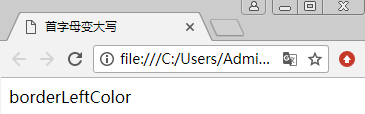 首字母变大写
file:///C:/Users/Admi...
borderLeftColor